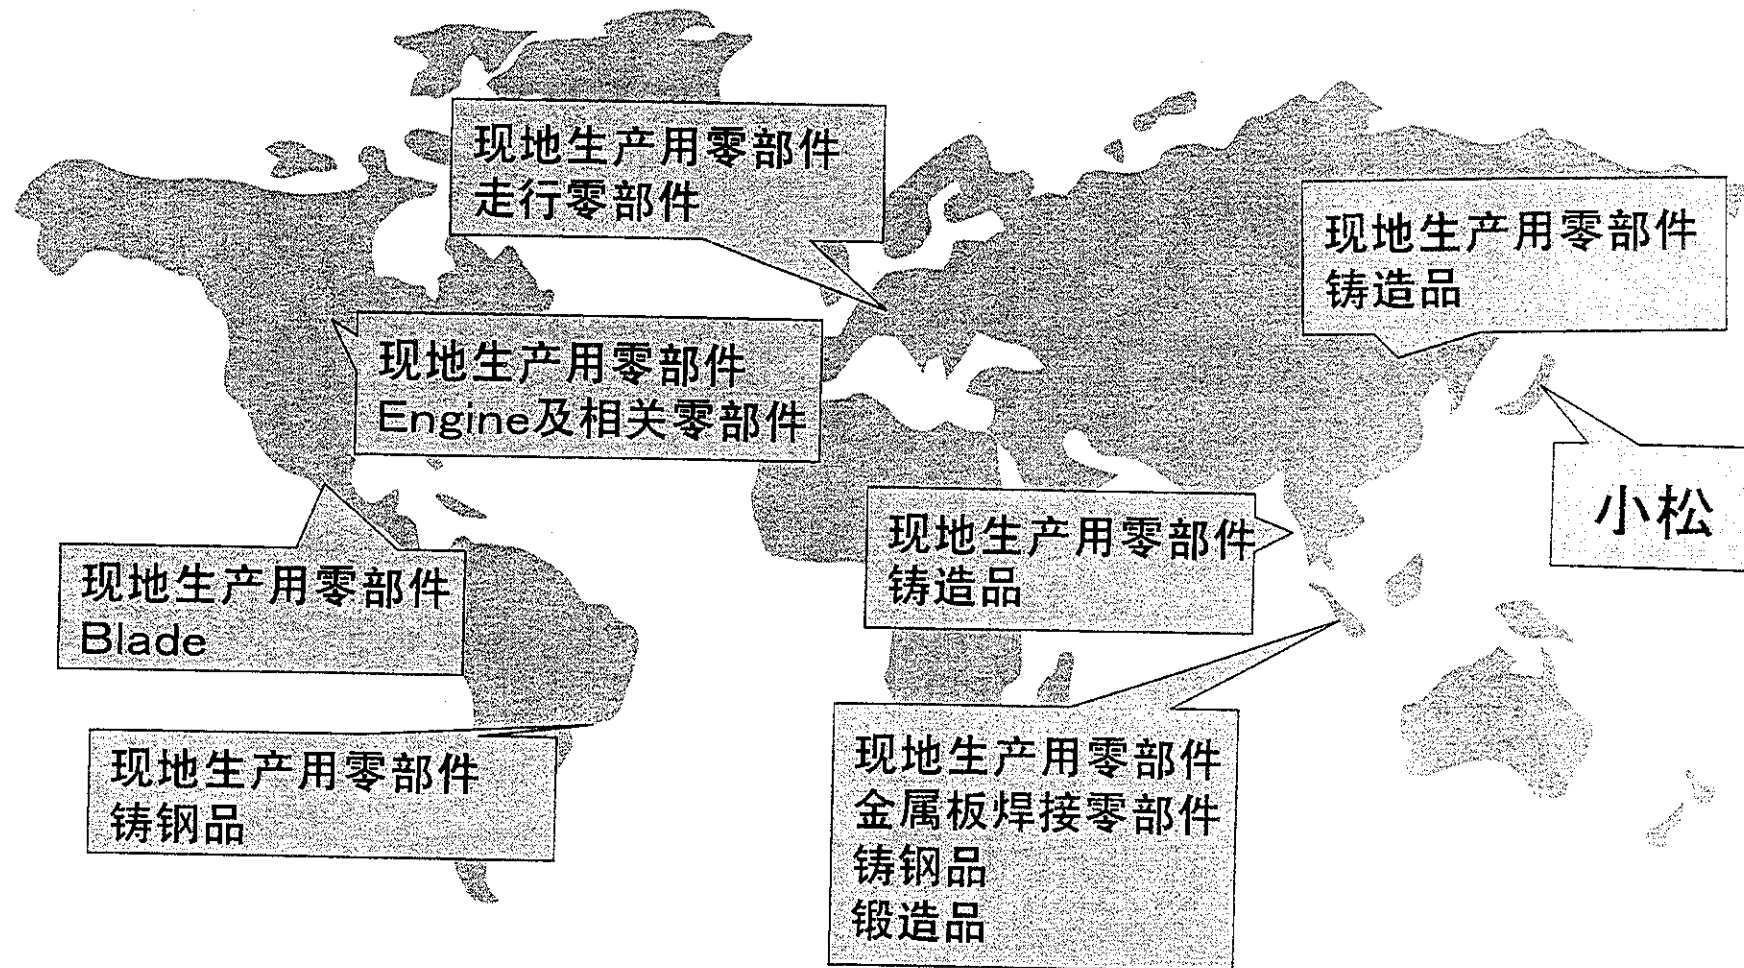 现地生产用零部件
走行零部件
现地生产用零部件
铸造品
现地生产用零部件
Engine及相关零部件
小松
现地生产用零部件
铸造品
现地生产用零部件
Blade
现地生产用零部件
铸钢品
现地生产用零部件
金属板焊接零部件
铸钢品
锻造品